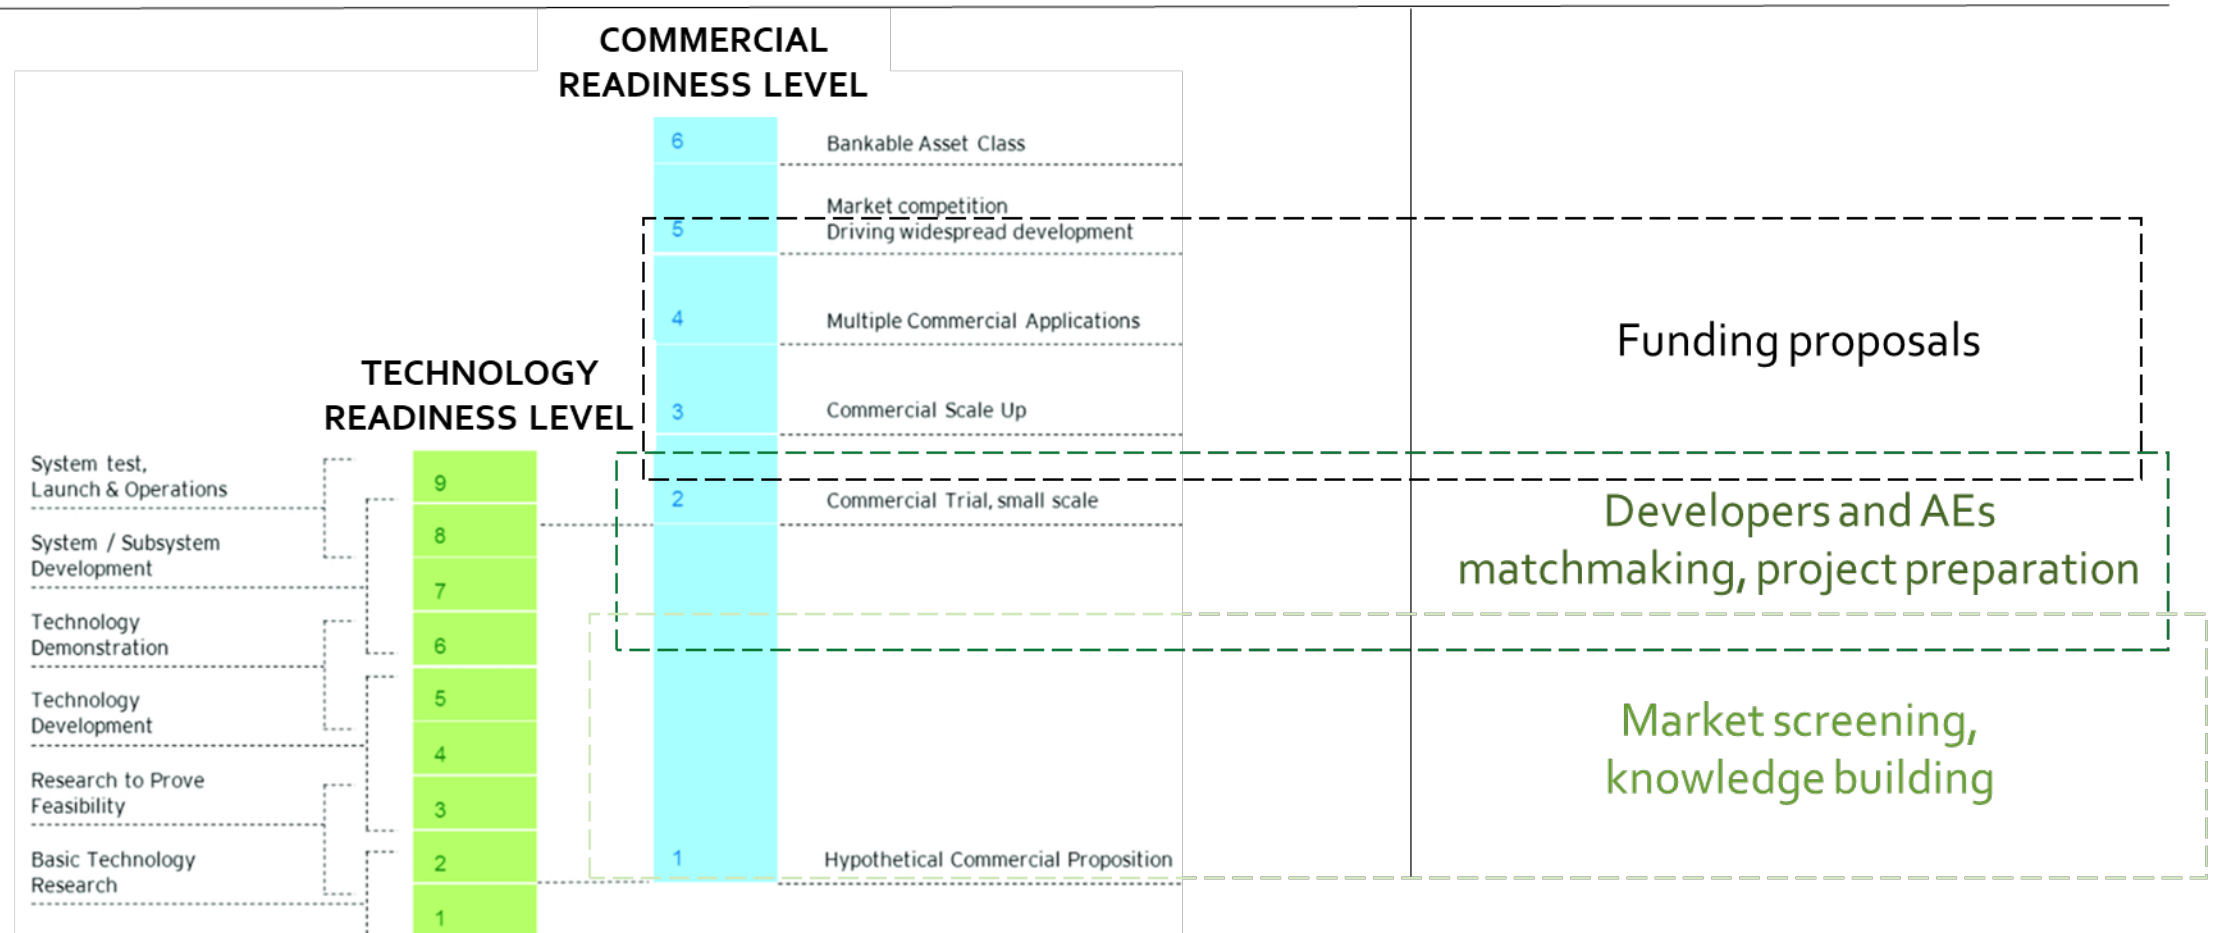 COMMERCIAL
READINESS LEVEL
6
Bankable Asset Class
Market competition
5
Driving widespread development
4
Multiple Commercial Applications
3
Commercial Scale Up
2
Commercial Trial, small scale
1
Hypothetical Commercial Proposition
TECHNOLOGY
READINESS LEVEL
System test,
Launch & Operations
System / Subsystem
Development
Technology
Demonstration
Technology
Development
Research to Prove
Feasibility
Basic Technology
Research
9
8
7
6
5
4
3
2
1
Funding proposals
Developers and AEs
matchmaking, project preparation
Market screening,
knowledge building